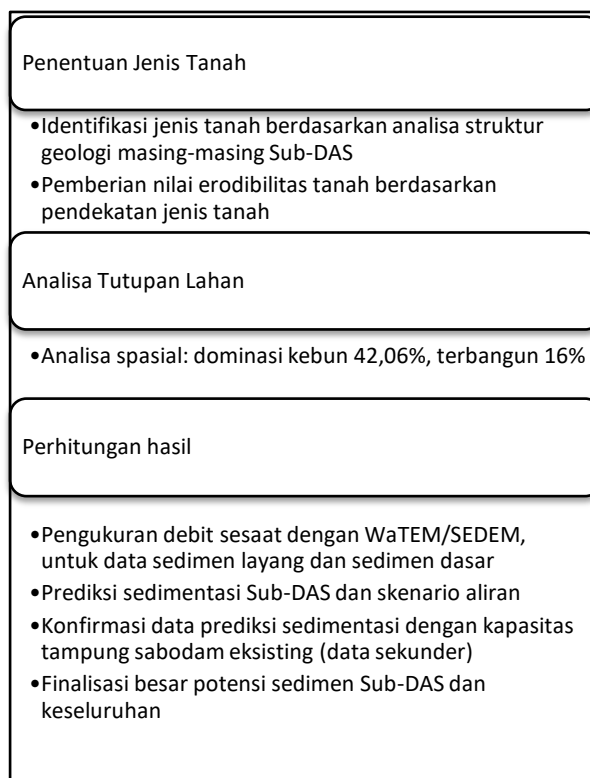 Penentuan Jenis Tanah
•Identifikasi jenis tanah berdasarkan analisa struktur
geologi masing-masing Sub-DAS
•Pemberian nilai erodibilitas tanah berdasarkan
pendekatan jenis tanah
Analisa Tutupan Lahan
•Analisa spasial: dominasi kebun 42,06%, terbangun 16%
Perhitungan hasil
•Pengukuran debit sesaat dengan WaTEM/SEDEM,
untuk data sedimen layang dan sedimen dasar
•Prediksi sedimentasi Sub-DAS dan skenario aliran
•Konfirmasi data prediksi sedimentasi dengan kapasitas
tampung sabodam eksisting (data sekunder)
•Finalisasi besar potensi sedimen Sub-DAS dan
keseluruhan